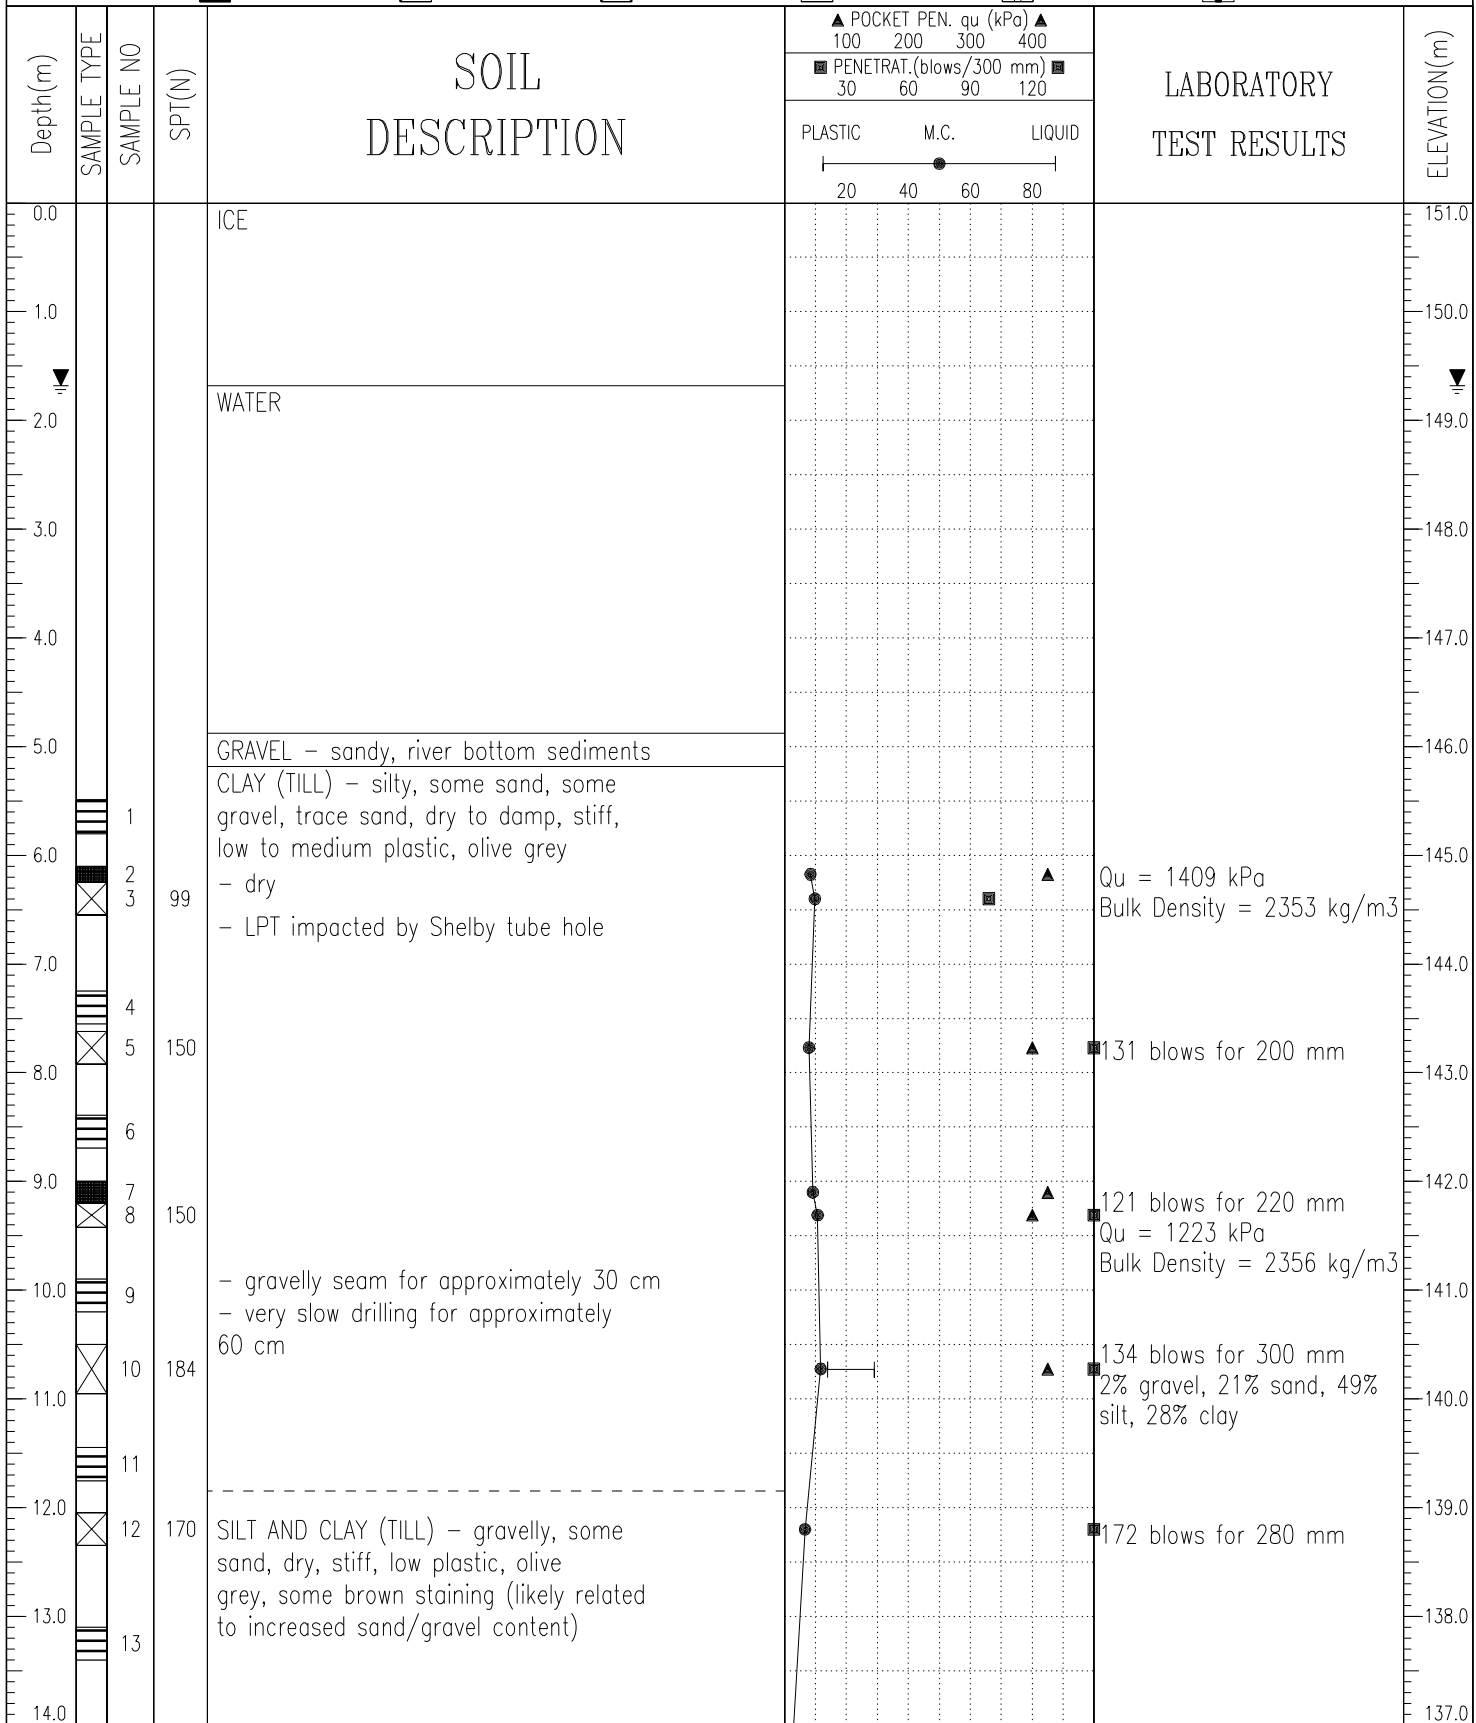 Depth(m)
SAMPLE TYPE
SAMPLE NO
SPT(N)
SOIL
DESCRIPTION
▲ POCKET PEN. qu (kPa) ▲
100 200 300 400
■ PENETRAT.(blows/300 mm) ■
30 60 90 120
PLASTIC M.C. LIQUID
20 40 60 80
LABORATORY
TEST RESULTS
ELEVATION(m)
0.0 ICE 151.0
1.0 150.0
WATER
2.0 149.0
3.0 148.0
4.0 147.0
5.0 GRAVEL – sandy, river bottom sediments 146.0
CLAY (TILL) – silty, some sand, some
1 gravel, trace sand, dry to damp, stiff,
6.0 low to medium plastic, olive grey 145.0
2 – dry Qu = 1409 kPa
3 99 Bulk Density = 2353 kg/m3
– LPT impacted by Shelby tube hole
7.0 144.0
4
5 150 131 blows for 200 mm
8.0 143.0
6
9.0 142.0
7 121 blows for 220 mm
8 150 Qu = 1223 kPa
Bulk Density = 2356 kg/m3
– gravelly seam for approximately 30 cm
10.0 9 141.0
– very slow drilling for approximately
60 cm
10 184 134 blows for 300 mm
2% gravel, 21% sand, 49%
11.0 140.0
silt, 28% clay
11
12.0 139.0
12 170 SILT AND CLAY (TILL) – gravelly, some 172 blows for 280 mm
sand, dry, stiff, low plastic, olive
grey, some brown staining (likely related
13.0 to increased sand/gravel content) 138.0
13
14.0 137.0